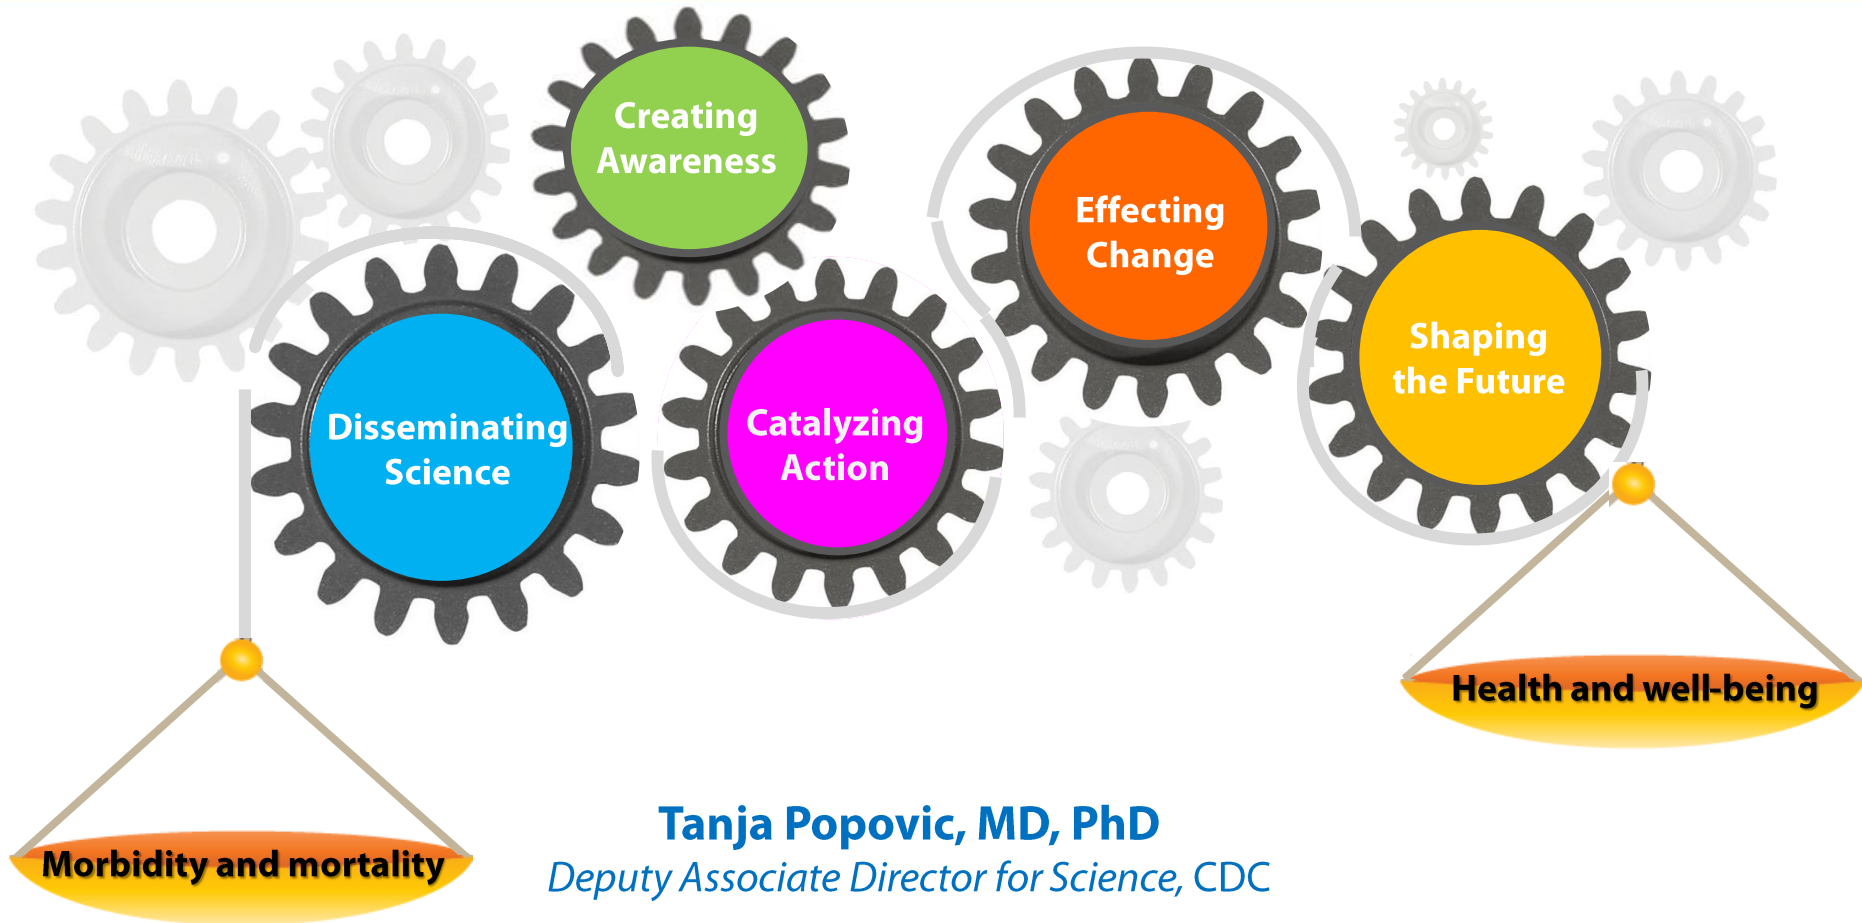 Creating
Awareness
Effecting
Change
Shaping
the Future
Disseminating
Science
Catalyzing
Action
Health and well-being
Morbidity and mortality
Tanja Popovic, MD, PhD
Deputy Associate Director for Science, CDC